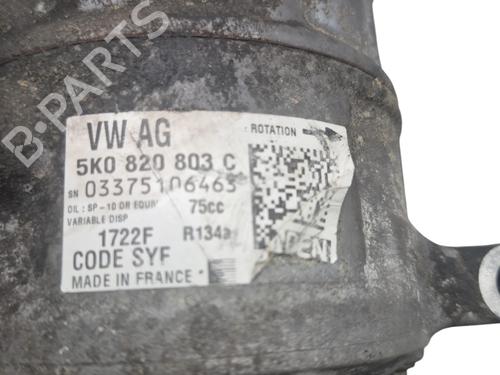 VW AG
ROTATION
5K0 820 803 C
SN 03375106463
OIL : SP-10 OR EQUIV 75cc
VARIABLE DISP
1722F R134a
CODE SYF
MADE IN FRANCE *
B-PARTS